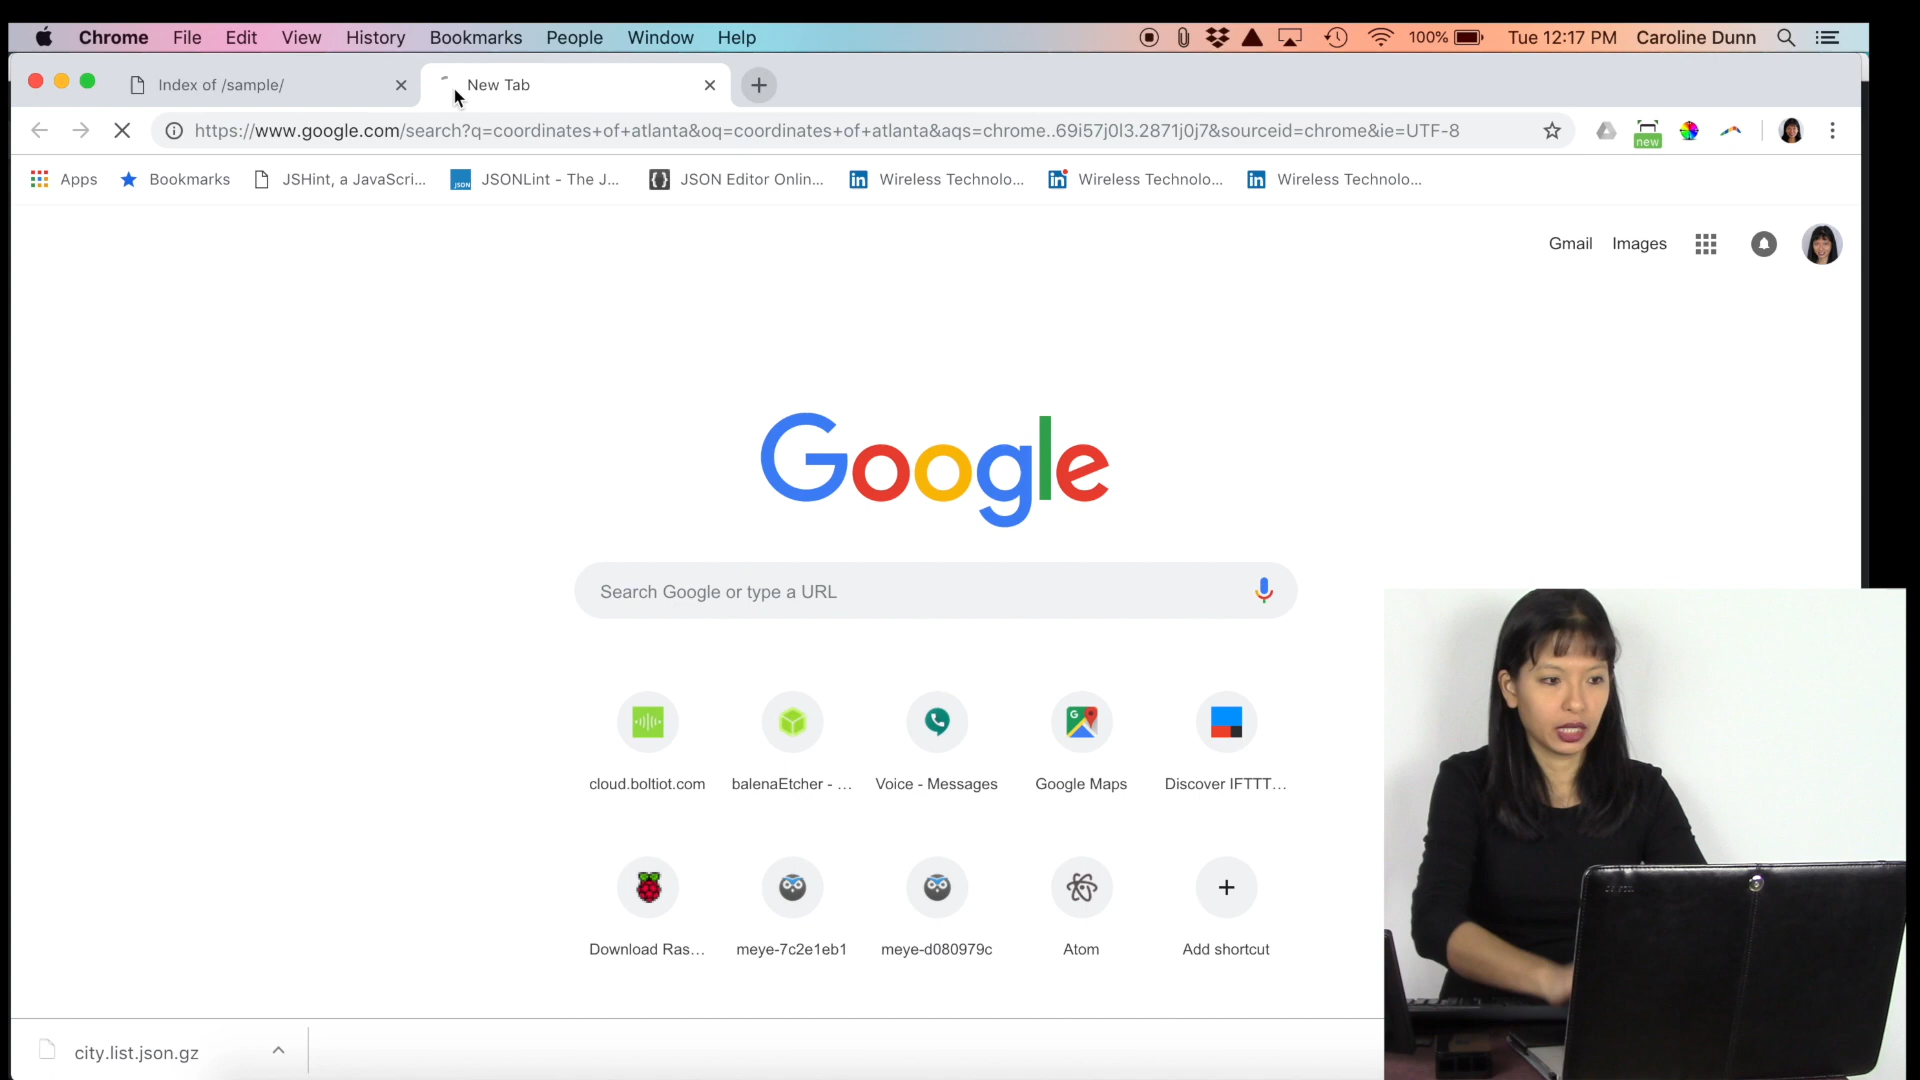 Chrome File Edit View History Bookmarks People Window Help 100% Tue 12:17 PM Caroline Dunn
Index of /sample/ New Tab
https://www.google.com/search?q=coordinates+of+atlanta&oq=coordinates+of+atlanta&aqs=chrome..69i57j0l3.2871j0j7&sourceid=chrome&ie=UTF-8
new
Apps Bookmarks JSHint, a JavaScri... JSON JSONLint - The J... JSON Editor Onlin... Wireless Technolo... Wireless Technolo... Wireless Technolo...
Gmail Images
Google
Search Google or type a URL
cloud.boltiot.com balenaEtcher - ... Voice - Messages Google Maps Discover IFTTT...
Download Ras... meye-7c2e1eb1 meye-d080979c Atom Add shortcut
city.list.json.gz